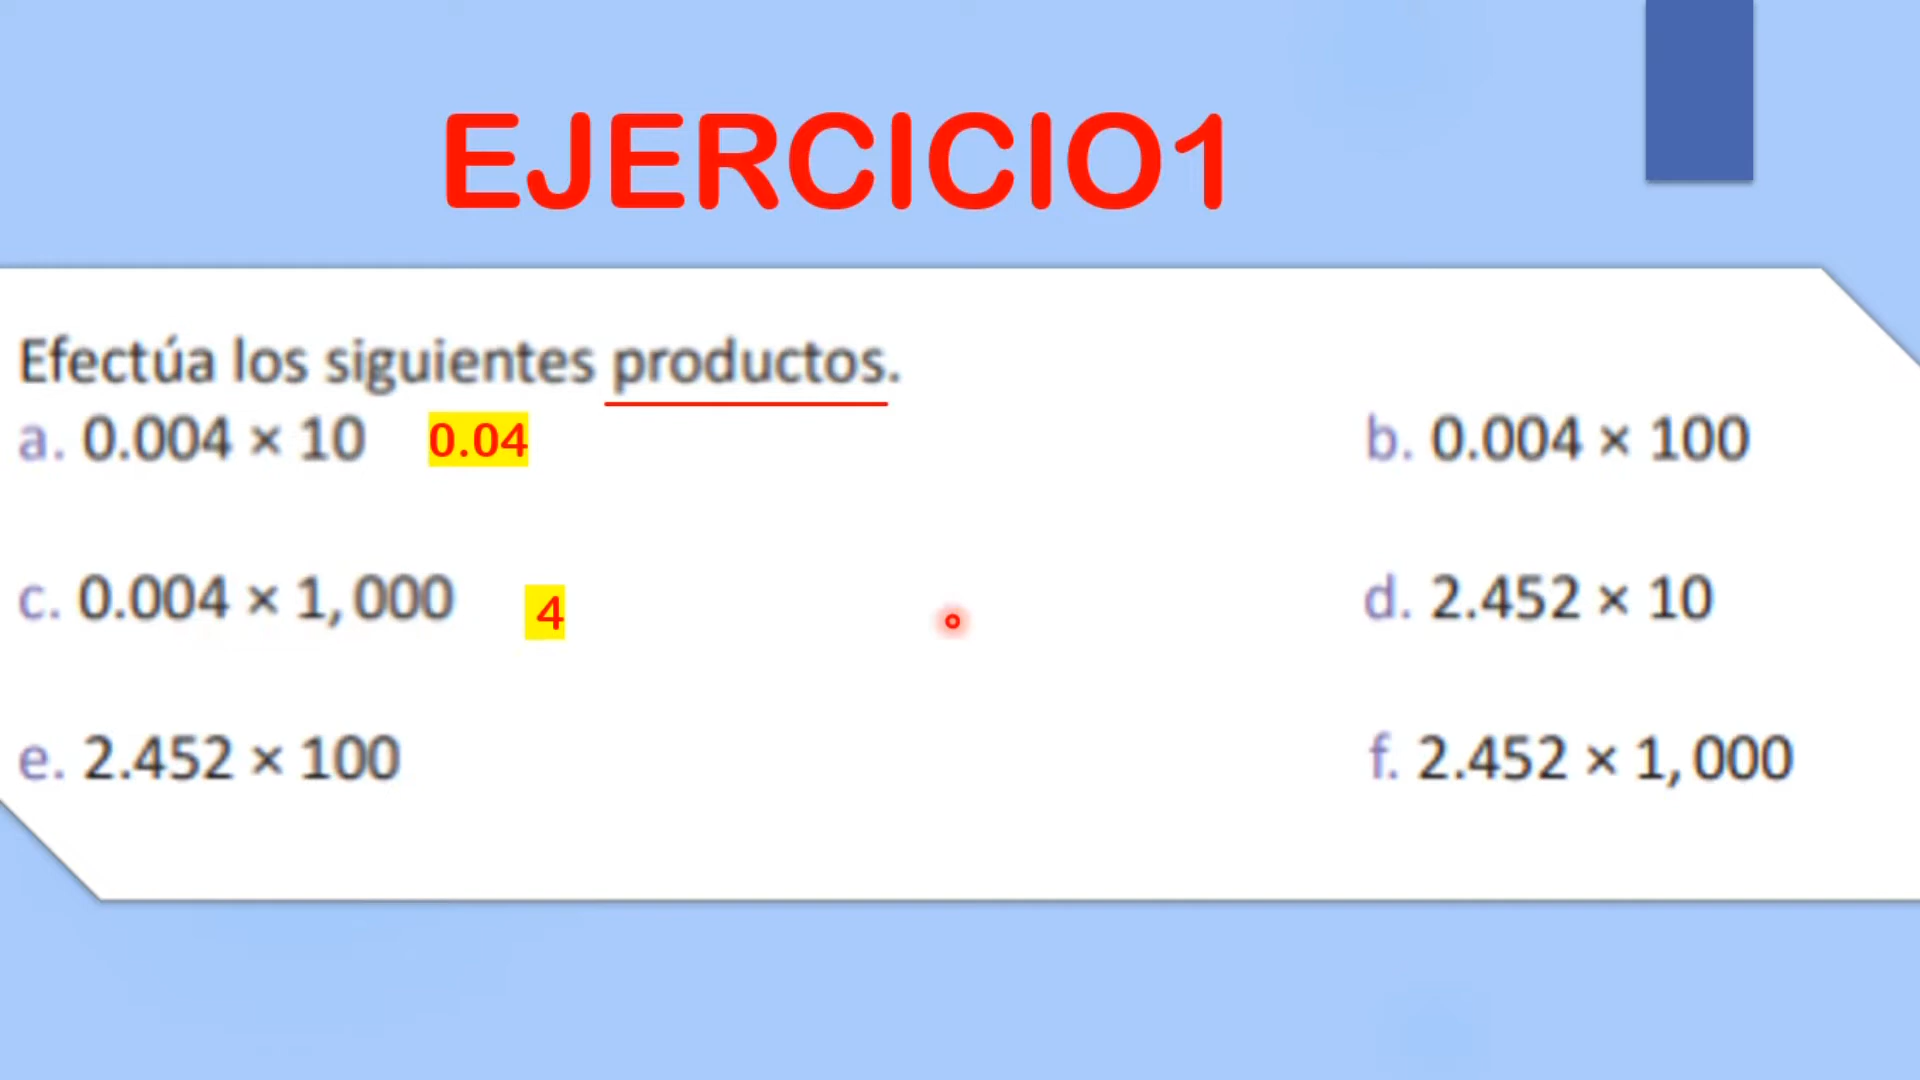 EJERCICIO1
Efectúa los siguientes productos.
a. 0.004 × 10 0.04
b. 0.004 × 100
c. 0.004 × 1,000 4
d. 2.452 × 10
e. 2.452 × 100
f. 2.452 × 1,000